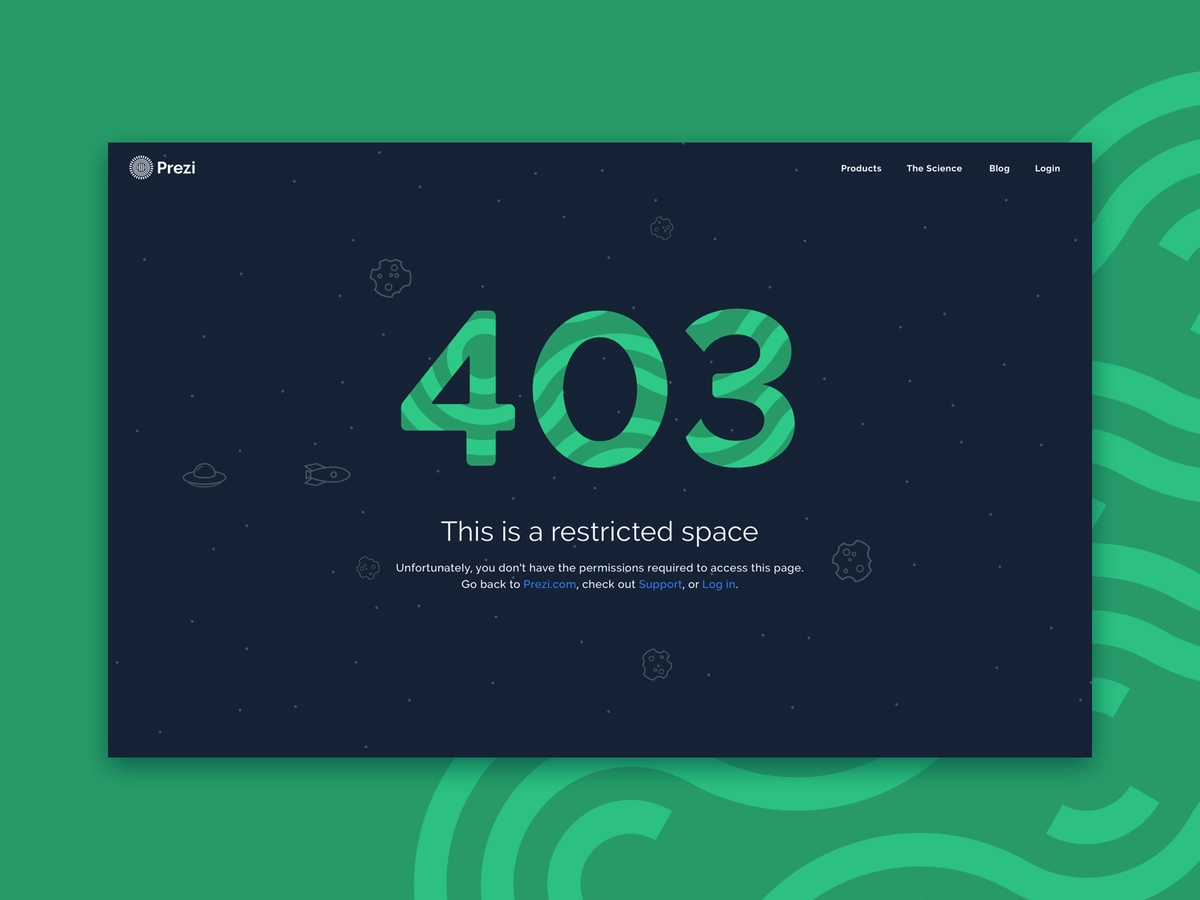 Prezi
Products The Science Blog Login
403
This is a restricted space
Unfortunately, you don't have the permissions required to access this page.
Go back to Prezi.com, check out Support, or Log in.